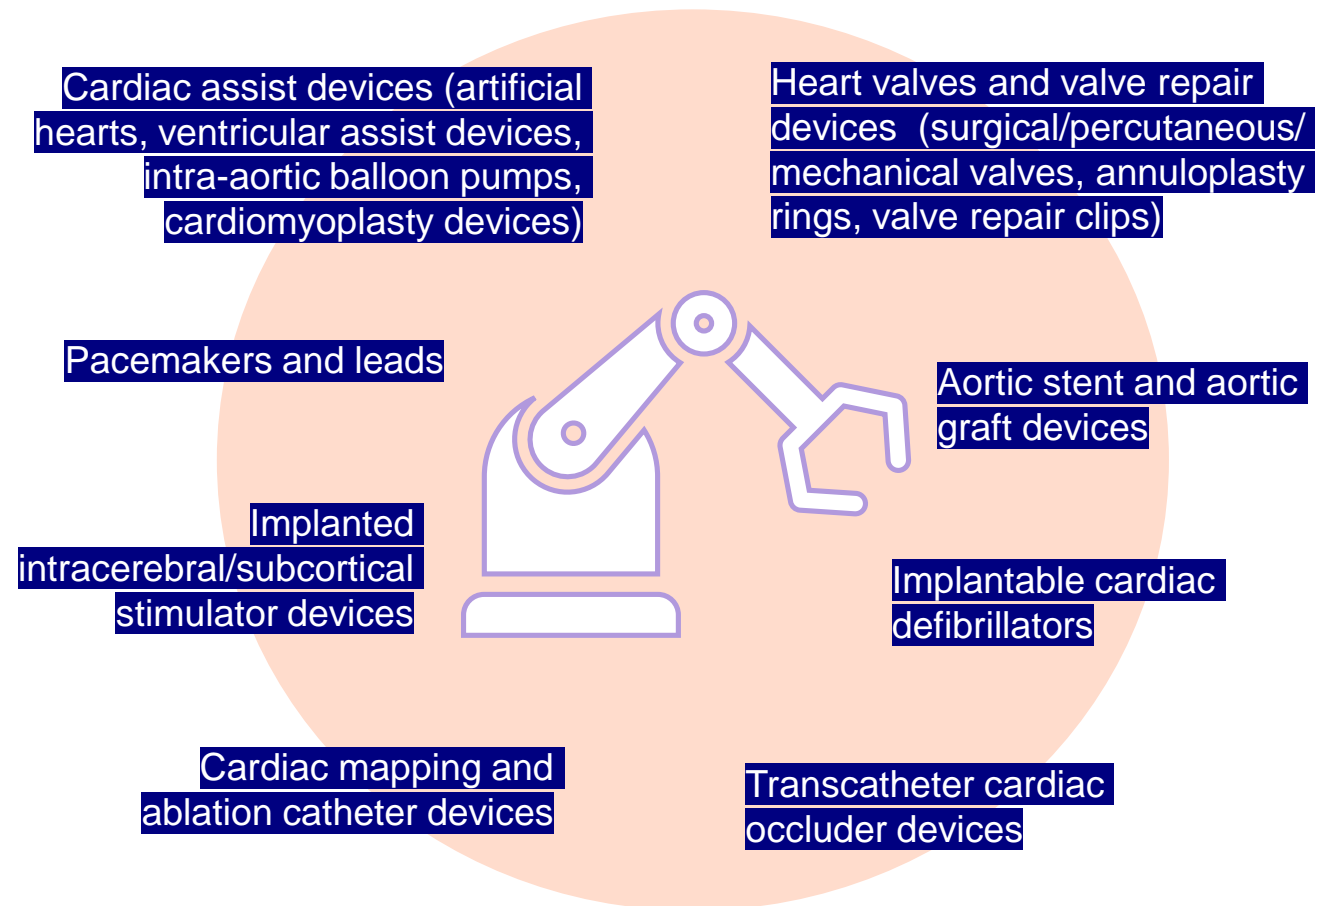 Cardiac assist devices (artificial
hearts, ventricular assist devices,
intra-aortic balloon pumps,
cardiomyoplasty devices)
Heart valves and valve repair
devices  (surgical/percutaneous/
mechanical valves, annuloplasty
rings, valve repair clips)
Pacemakers and leads
Aortic stent and aortic
graft devices
Implanted
intracerebral/subcortical
stimulator devices
Implantable cardiac
defibrillators
Cardiac mapping and
ablation catheter devices
Transcatheter cardiac
occluder devices